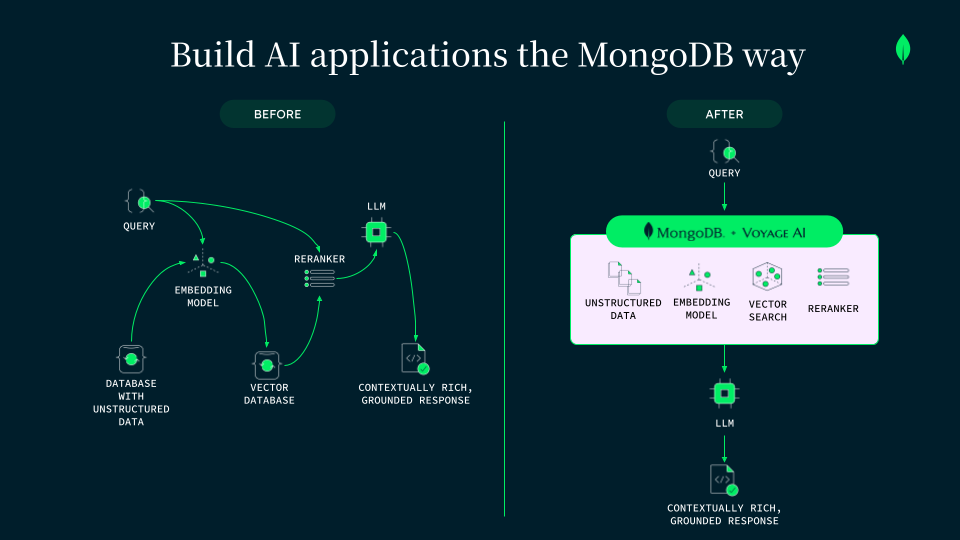 Build AI applications the MongoDB way
BEFORE
QUERY
LLM
RERANKER
EMBEDDING
MODEL
DATABASE
WITH
UNSTRUCTURED
DATA
VECTOR
DATABASE
CONTEXTUALLY RICH,
GROUNDED RESPONSE
AFTER
QUERY
MongoDB. + VOYAGE AI
UNSTRUCTURED
DATA
EMBEDDING
MODEL
VECTOR
SEARCH
RERANKER
LLM
CONTEXTUALLY RICH,
GROUNDED RESPONSE